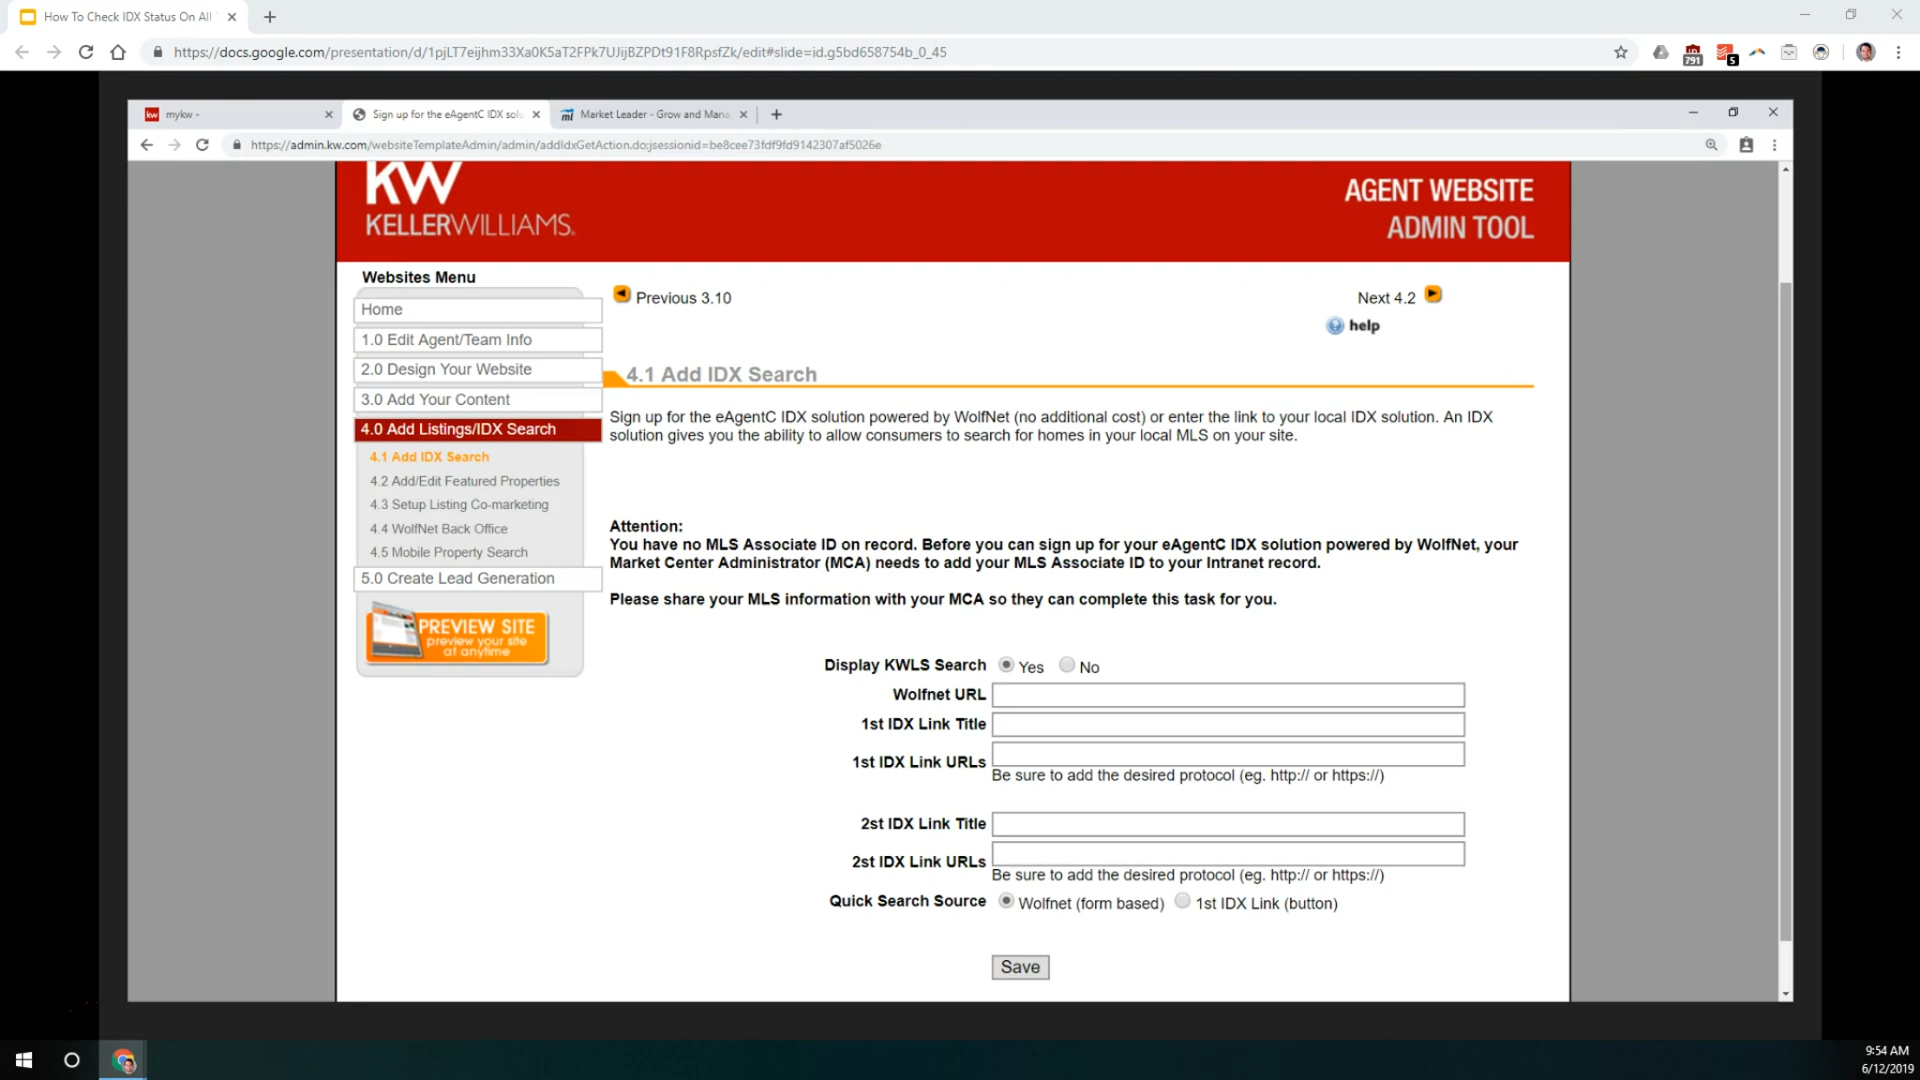 How To Check IDX Status On All
https://docs.google.com/presentation/d/1pjLT7eijhm33Xa0K5aT2FPk7UJijBZPDt91F8RpsfZk/edit#slide=id.g5bd658754b_0_45
791
5
kw mykw -
Sign up for the eAgentC IDX solu
ml Market Leader - Grow and Mana
https://admin.kw.com/websiteTemplateAdmin/admin/addIdxGetAction.do;jsessionid=be8cee73fdf9fd9142307af5026e
kw
KELLERWILLIAMS.
AGENT WEBSITE
ADMIN TOOL
Websites Menu
Home
1.0 Edit Agent/Team Info
2.0 Design Your Website
3.0 Add Your Content
4.0 Add Listings/IDX Search
4.1 Add IDX Search
4.2 Add/Edit Featured Properties
4.3 Setup Listing Co-marketing
4.4 WolfNet Back Office
4.5 Mobile Property Search
5.0 Create Lead Generation
PREVIEW SITE
preview your site
at anytime
Previous 3.10
Next 4.2
help
4.1 Add IDX Search
Sign up for the eAgentC IDX solution powered by WolfNet (no additional cost) or enter the link to your local IDX solution. An IDX
solution gives you the ability to allow consumers to search for homes in your local MLS on your site.
Attention:
You have no MLS Associate ID on record. Before you can sign up for your eAgentC IDX solution powered by WolfNet, your
Market Center Administrator (MCA) needs to add your MLS Associate ID to your Intranet record.
Please share your MLS information with your MCA so they can complete this task for you.
Display KWLS Search Yes No
Wolfnet URL
1st IDX Link Title
1st IDX Link URLs
Be sure to add the desired protocol (eg. http:// or https://)
2st IDX Link Title
2st IDX Link URLs
Be sure to add the desired protocol (eg. http:// or https://)
Quick Search Source Wolfnet (form based) 1st IDX Link (button)
Save
9:54 AM
6/12/2019